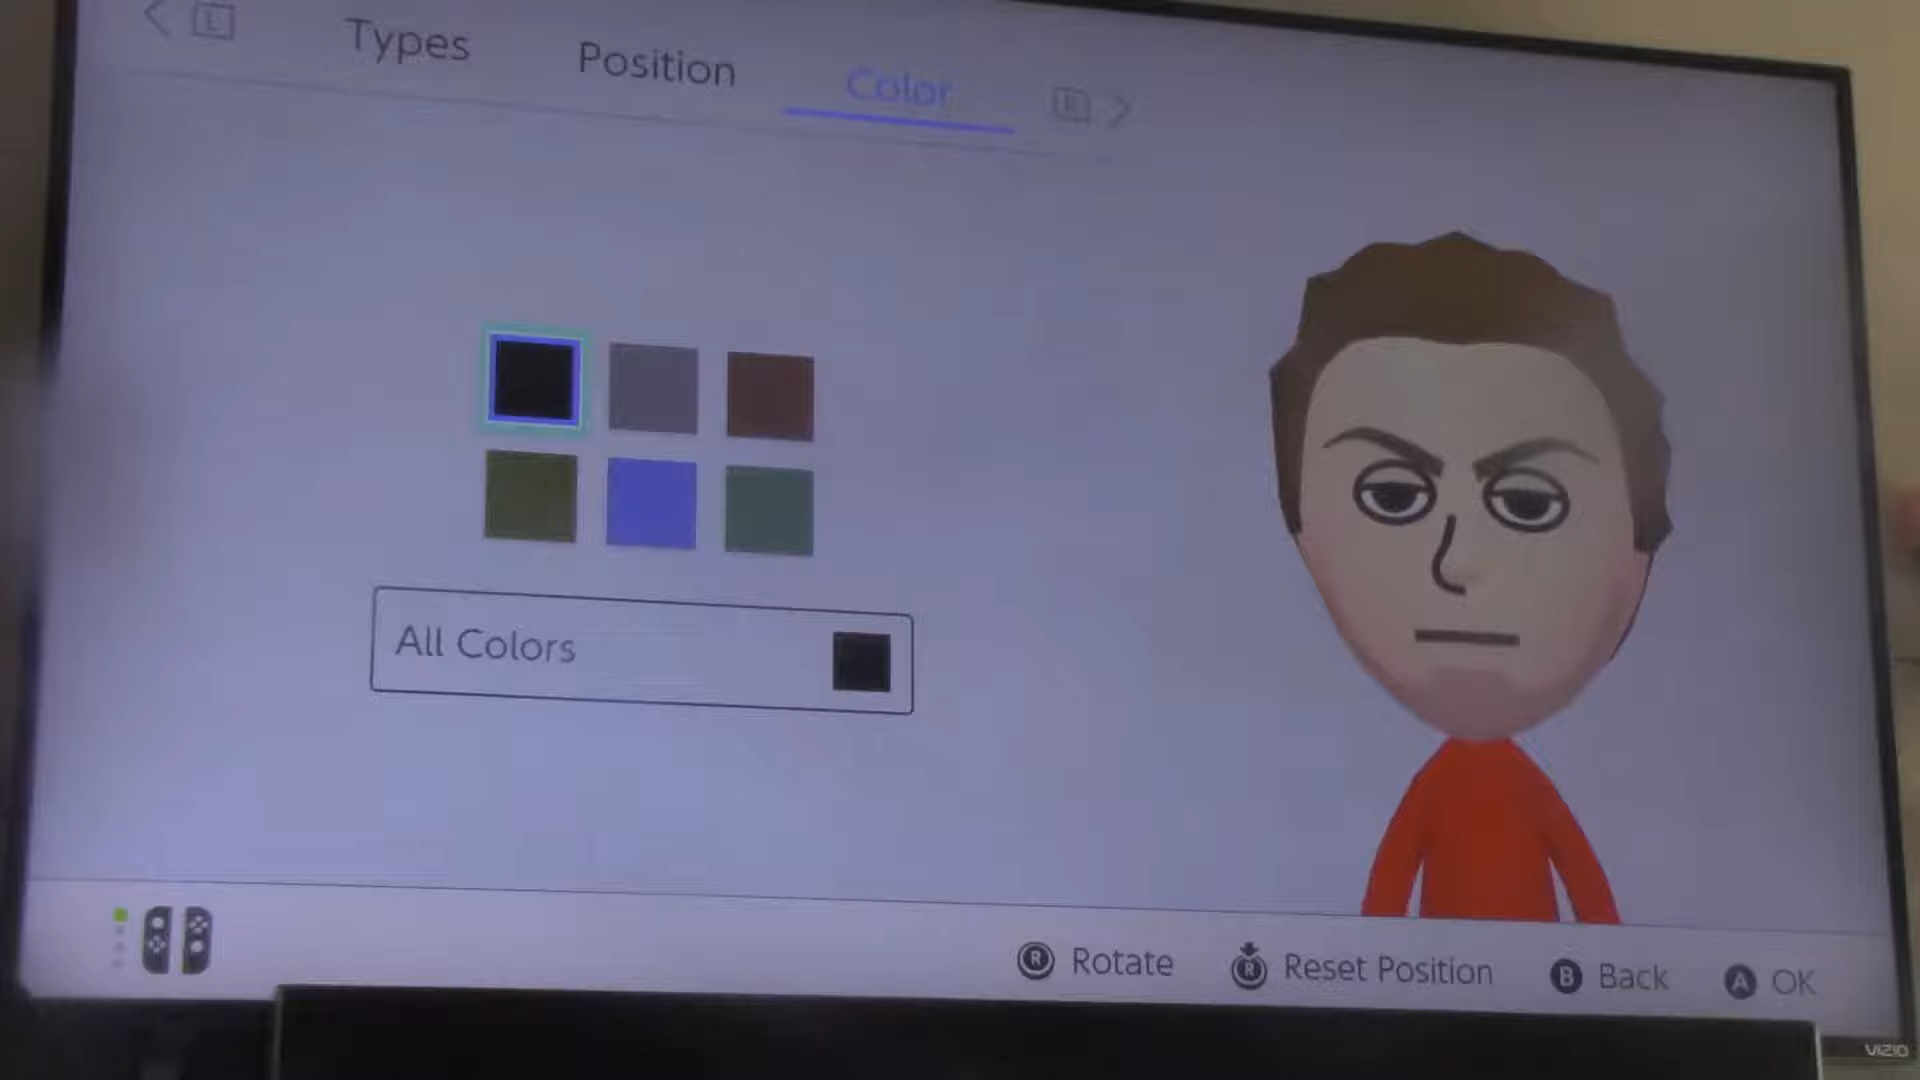 L
Types
Position
Color
R
All Colors
R Rotate
R Reset Position
B Back
A OK
VIZIO